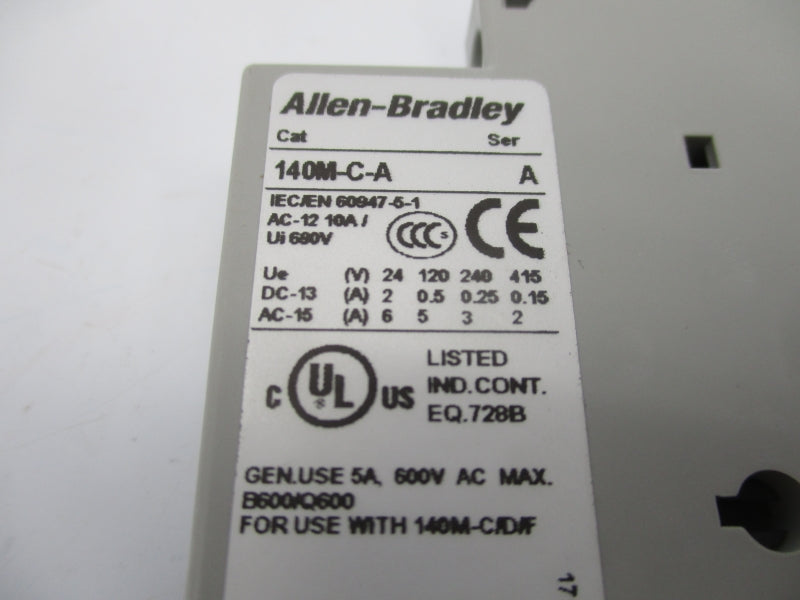 Allen-Bradley
Cat Ser
140M-C-A A
IEC/EN 60947-5-1
AC-12 10A /
Ui 690V
CCC S CE
Ue (V) 24 120 240 415
DC-13 (A) 2 0.5 0.25 0.15
AC-15 (A) 6 5 3 2
C UL US
LISTED
IND.CONT.
EQ.728B
GEN.USE 5A, 600V AC MAX.
B600/Q600
FOR USE WITH 140M-C/D/F
17